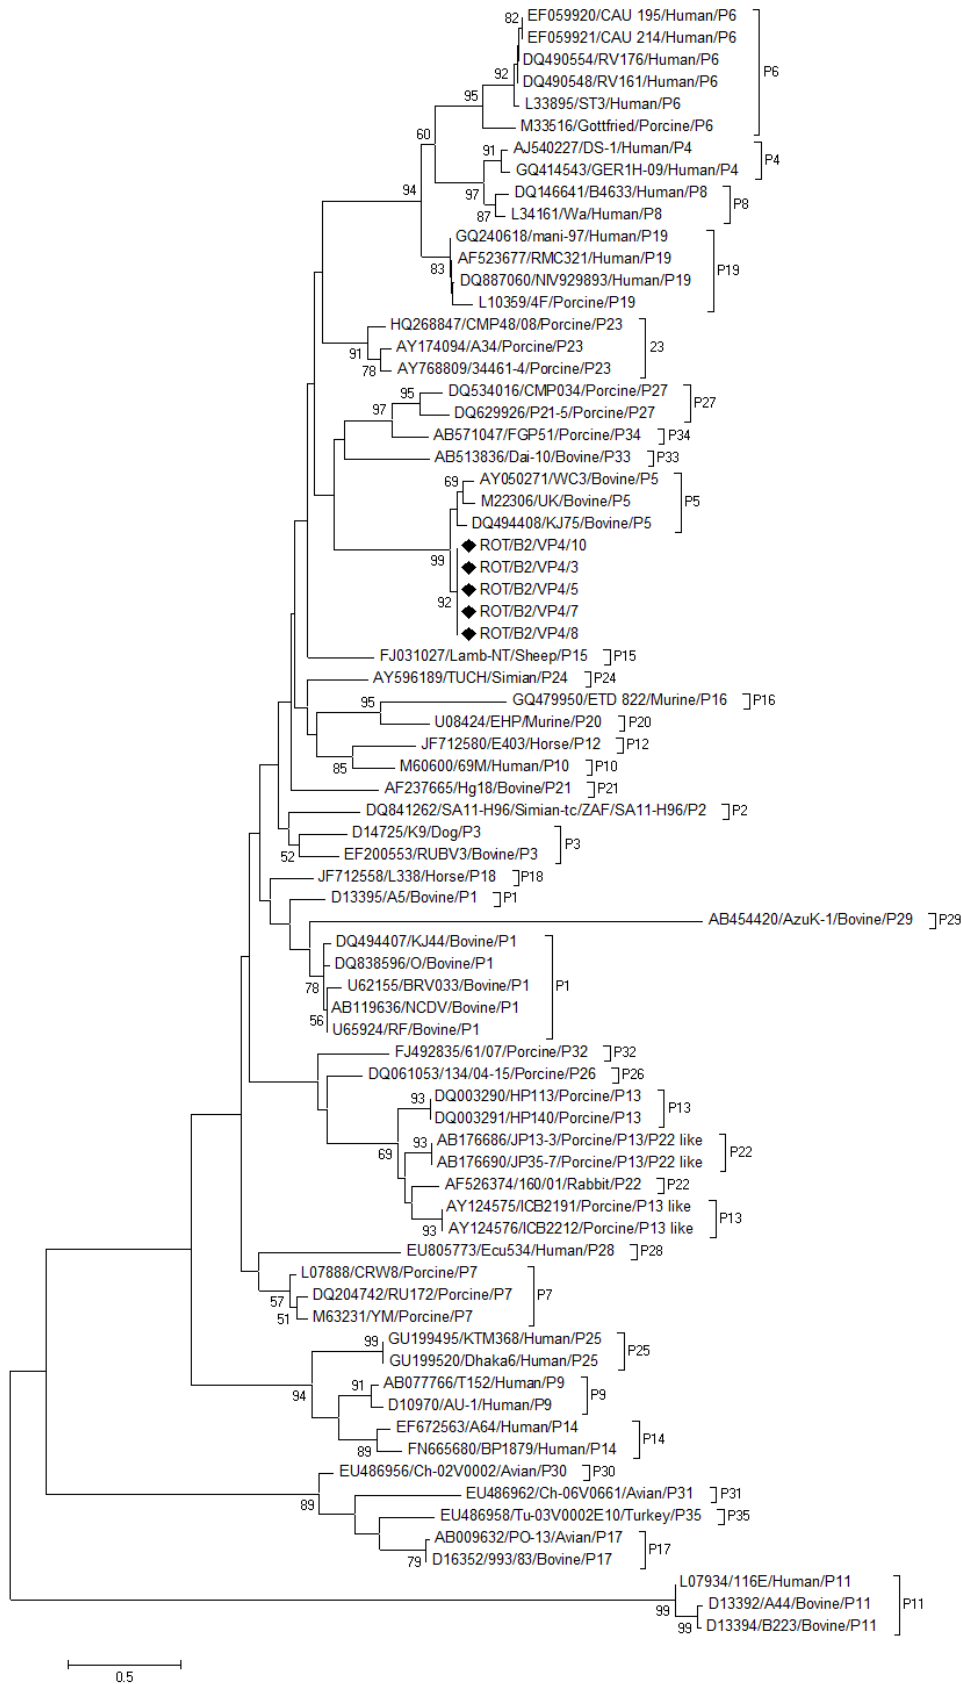 82
EF059920/CAU 195/Human/P6
EF059921/CAU 214/Human/P6
DQ490554/RV176/Human/P6
P6
92
DQ490548/RV161/Human/P6
95
L33895/ST3/Human/P6
M33516/Gottfried/Porcine/P6
60
91
AJ540227/DS-1/Human/P4
P4
GQ414543/GER1H-09/Human/P4
94
97
DQ146641/B4633/Human/P8
P8
87
L34161/Wa/Human/P8
GQ240618/mani-97/Human/P19
AF523677/RMC321/Human/P19
P19
83
DQ887060/NIV929893/Human/P19
L10359/4F/Porcine/P19
HQ268847/CMP48/08/Porcine/P23
91
AY174094/A34/Porcine/P23
23
78
AY768809/34461-4/Porcine/P23
95
DQ534016/CMP034/Porcine/P27
P27
97
DQ629926/P21-5/Porcine/P27
AB571047/FGP51/Porcine/P34
P34
AB513836/Dai-10/Bovine/P33
P33
69
AY050271/WC3/Bovine/P5
M22306/UK/Bovine/P5
P5
DQ494408/KJ75/Bovine/P5
ROT/B2/VP4/10
99
ROT/B2/VP4/3
ROT/B2/VP4/5
92
ROT/B2/VP4/7
ROT/B2/VP4/8
FJ031027/Lamb-NT/Sheep/P15
P15
AY596189/TUCH/Simian/P24
P24
95
GQ479950/ETD 822/Murine/P16
P16
U08424/EHP/Murine/P20
P20
JF712580/E403/Horse/P12
P12
85
M60600/69M/Human/P10
P10
AF237665/Hg18/Bovine/P21
P21
DQ841262/SA11-H96/Simian-tc/ZAF/SA11-H96/P2
P2
D14725/K9/Dog/P3
P3
52
EF200553/RUBV3/Bovine/P3
JF712558/L338/Horse/P18
P18
D13395/A5/Bovine/P1
P1
AB454420/AzuK-1/Bovine/P29
P29
DQ494407/KJ44/Bovine/P1
DQ838596/O/Bovine/P1
78
U62155/BRV033/Bovine/P1
P1
AB119636/NCDV/Bovine/P1
56
U65924/RF/Bovine/P1
FJ492835/61/07/Porcine/P32
P32
DQ061053/134/04-15/Porcine/P26
P26
93
DQ003290/HP113/Porcine/P13
P13
DQ003291/HP140/Porcine/P13
69
93
AB176686/JP13-3/Porcine/P13/P22 like
P22
AB176690/JP35-7/Porcine/P13/P22 like
AF526374/160/01/Rabbit/P22
P22
AY124575/ICB2191/Porcine/P13 like
P13
93
AY124576/ICB2212/Porcine/P13 like
EU805773/Ecu534/Human/P28
P28
L07888/CRW8/Porcine/P7
57
DQ204742/RU172/Porcine/P7
P7
51
M63231/YM/Porcine/P7
99
GU199495/KTM368/Human/P25
P25
GU199520/Dhaka6/Human/P25
94
91
AB077766/T152/Human/P9
P9
D10970/AU-1/Human/P9
EF672563/A64/Human/P14
P14
89
FN665680/BP1879/Human/P14
EU486956/Ch-02V0002/Avian/P30
P30
89
EU486962/Ch-06V0661/Avian/P31
P31
EU486958/Tu-03V0002E10/Turkey/P35
P35
AB009632/PO-13/Avian/P17
P17
79
D16352/993/83/Bovine/P17
L07934/116E/Human/P11
99
D13392/A44/Bovine/P11
P11
99
D13394/B223/Bovine/P11
0.5